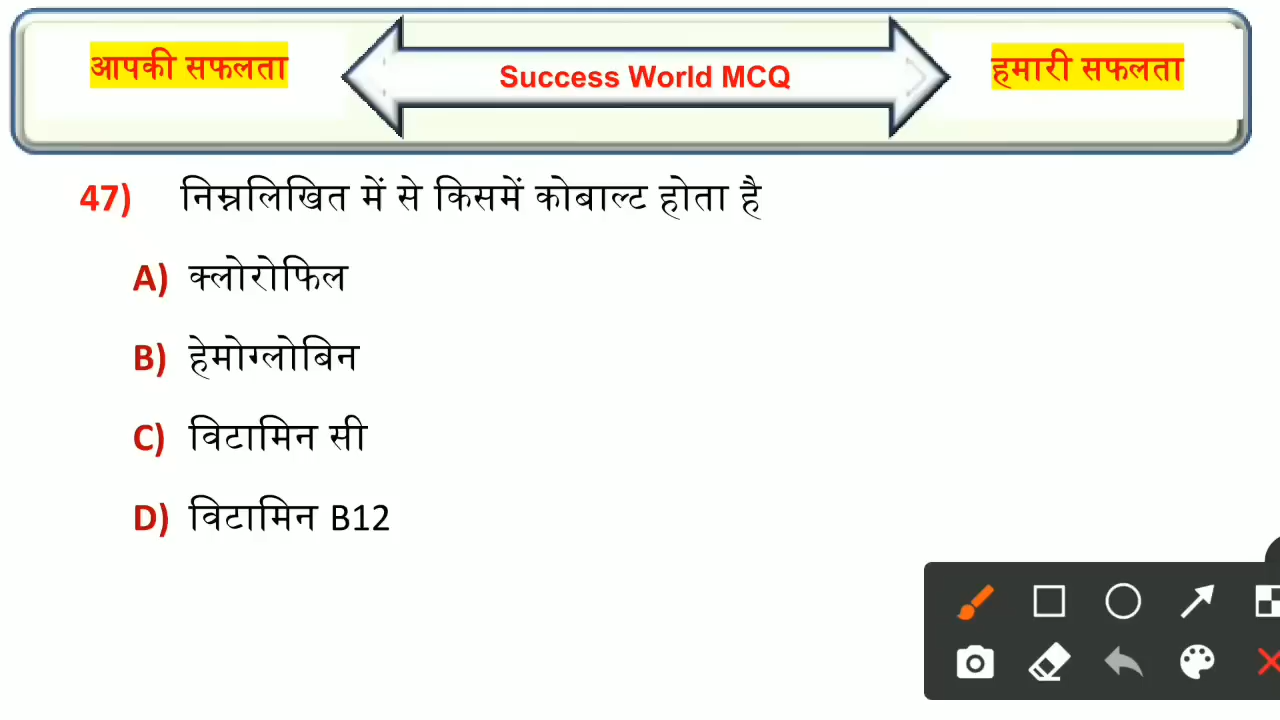 आपकी सफलता
Success World MCQ
हमारी सफलता
47) निम्नलिखित में से किसमें कोबाल्ट होता है
A) क्लोरोफिल
B) हेमोग्लोबिन
C) विटामिन सी
D) विटामिन B12